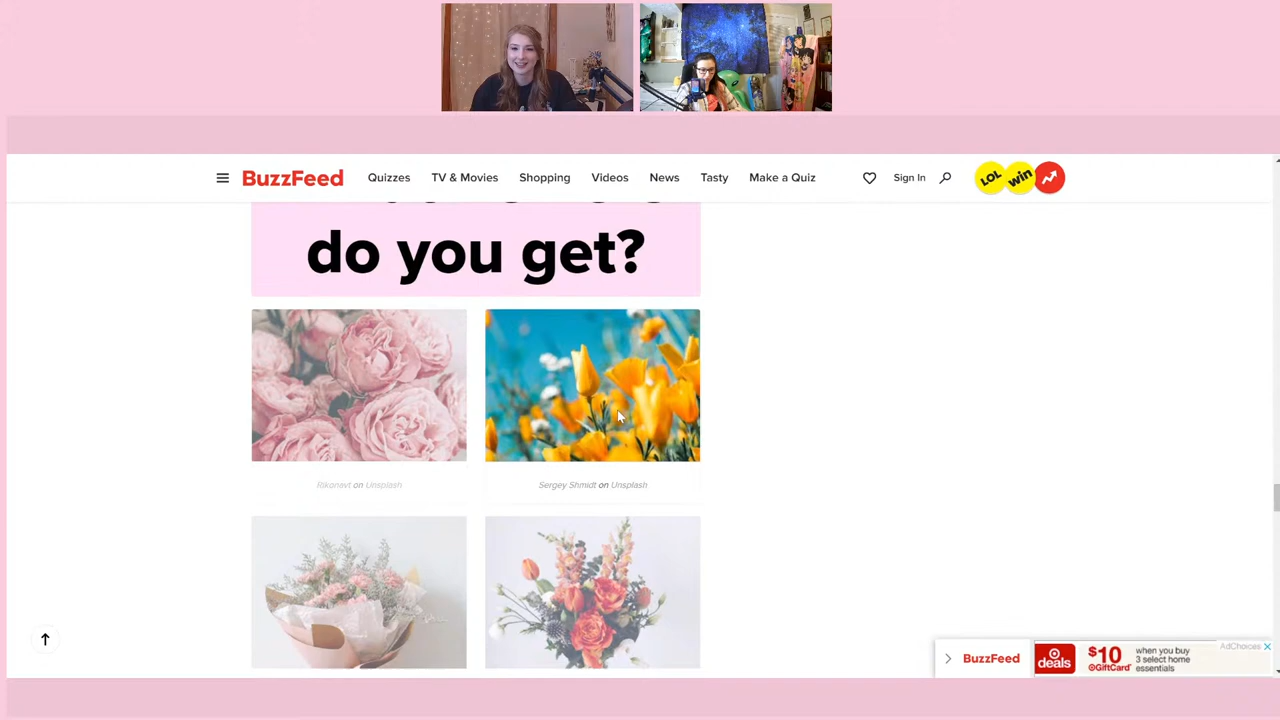 BuzzFeed Quizzes TV & Movies Shopping Videos News Tasty Make a Quiz Sign In LOL win
do you get?
Rikonavt on Unsplash Sergey Shmidt on Unsplash
BuzzFeed
deals
$10
GiftCard
when you buy
3 select home
essentials
AdChoices